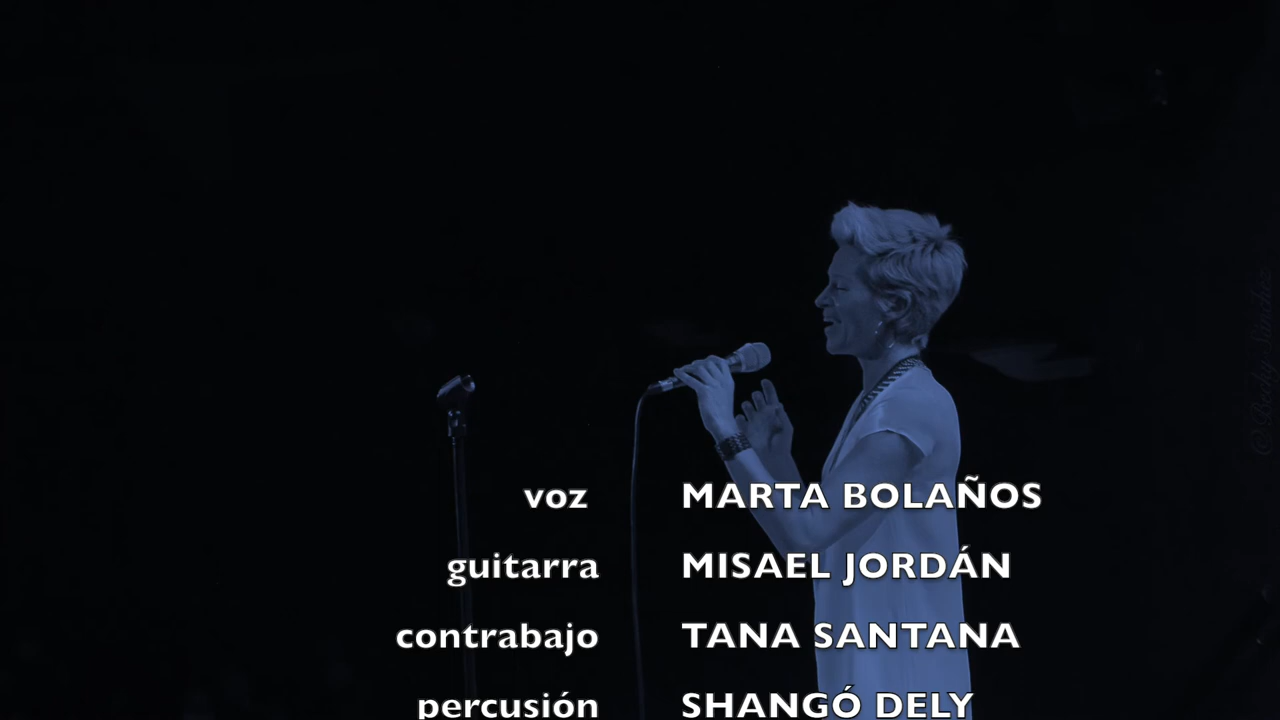 voz MARTA BOLAÑOS
guitarra MISAEL JORDÁN
contrabajo TANA SANTANA
percusión SHANGÓ DELY